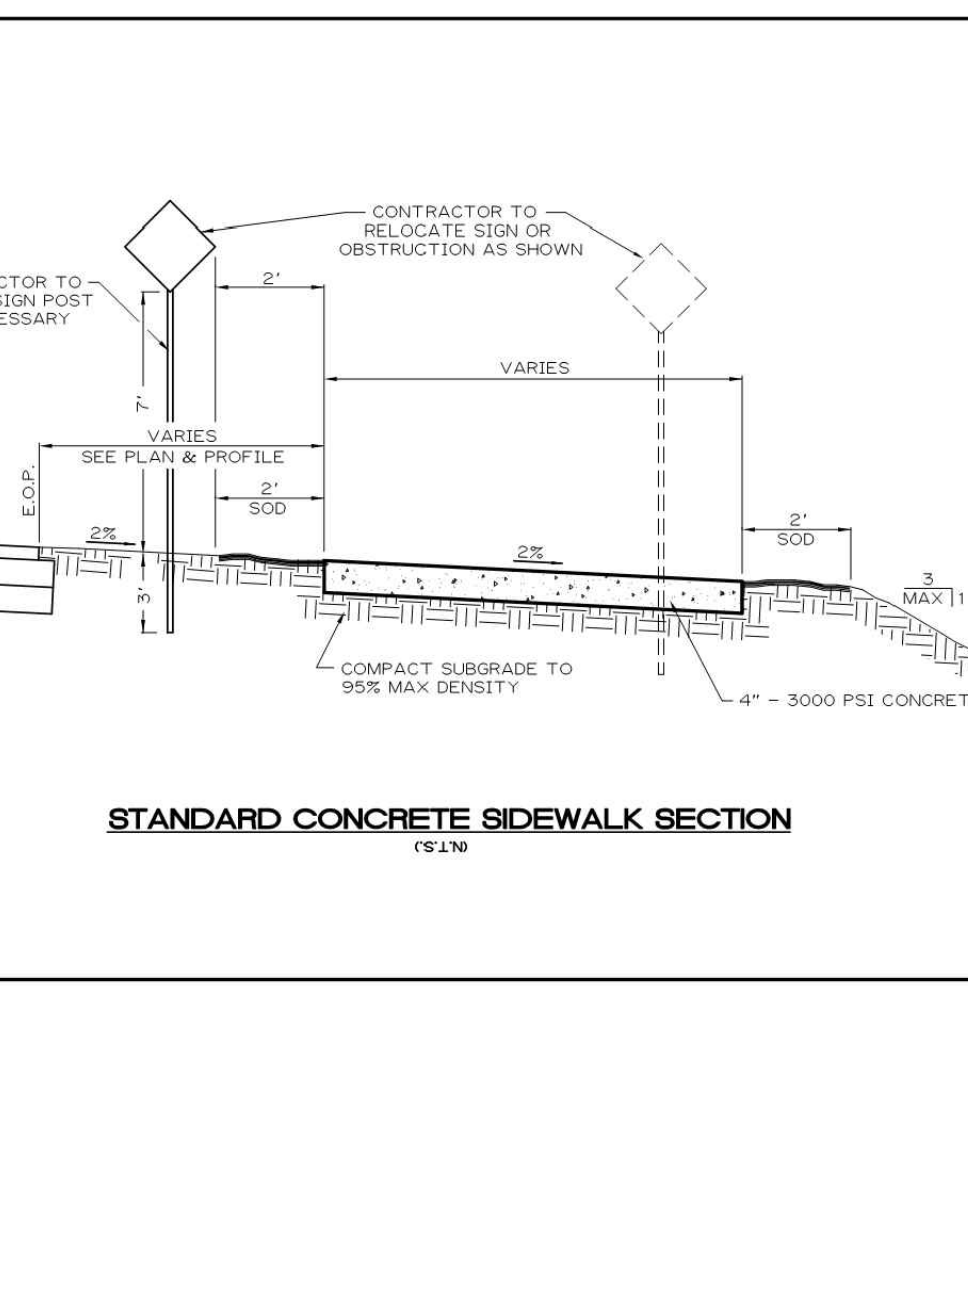 CONTRACTOR TO
RELOCATE SIGN OR
OBSTRUCTION AS SHOWN
CTOR TO
SIGN POST
ESSARY
2'
VARIES
7'
VARIES
SEE PLAN & PROFILE
E.O.P.
2'
SOD
2%
2%
2'
SOD
3'
3
MAX 1
COMPACT SUBGRADE TO
95% MAX DENSITY
4" - 3000 PSI CONCRET
STANDARD CONCRETE SIDEWALK SECTION
(N.T.S.)